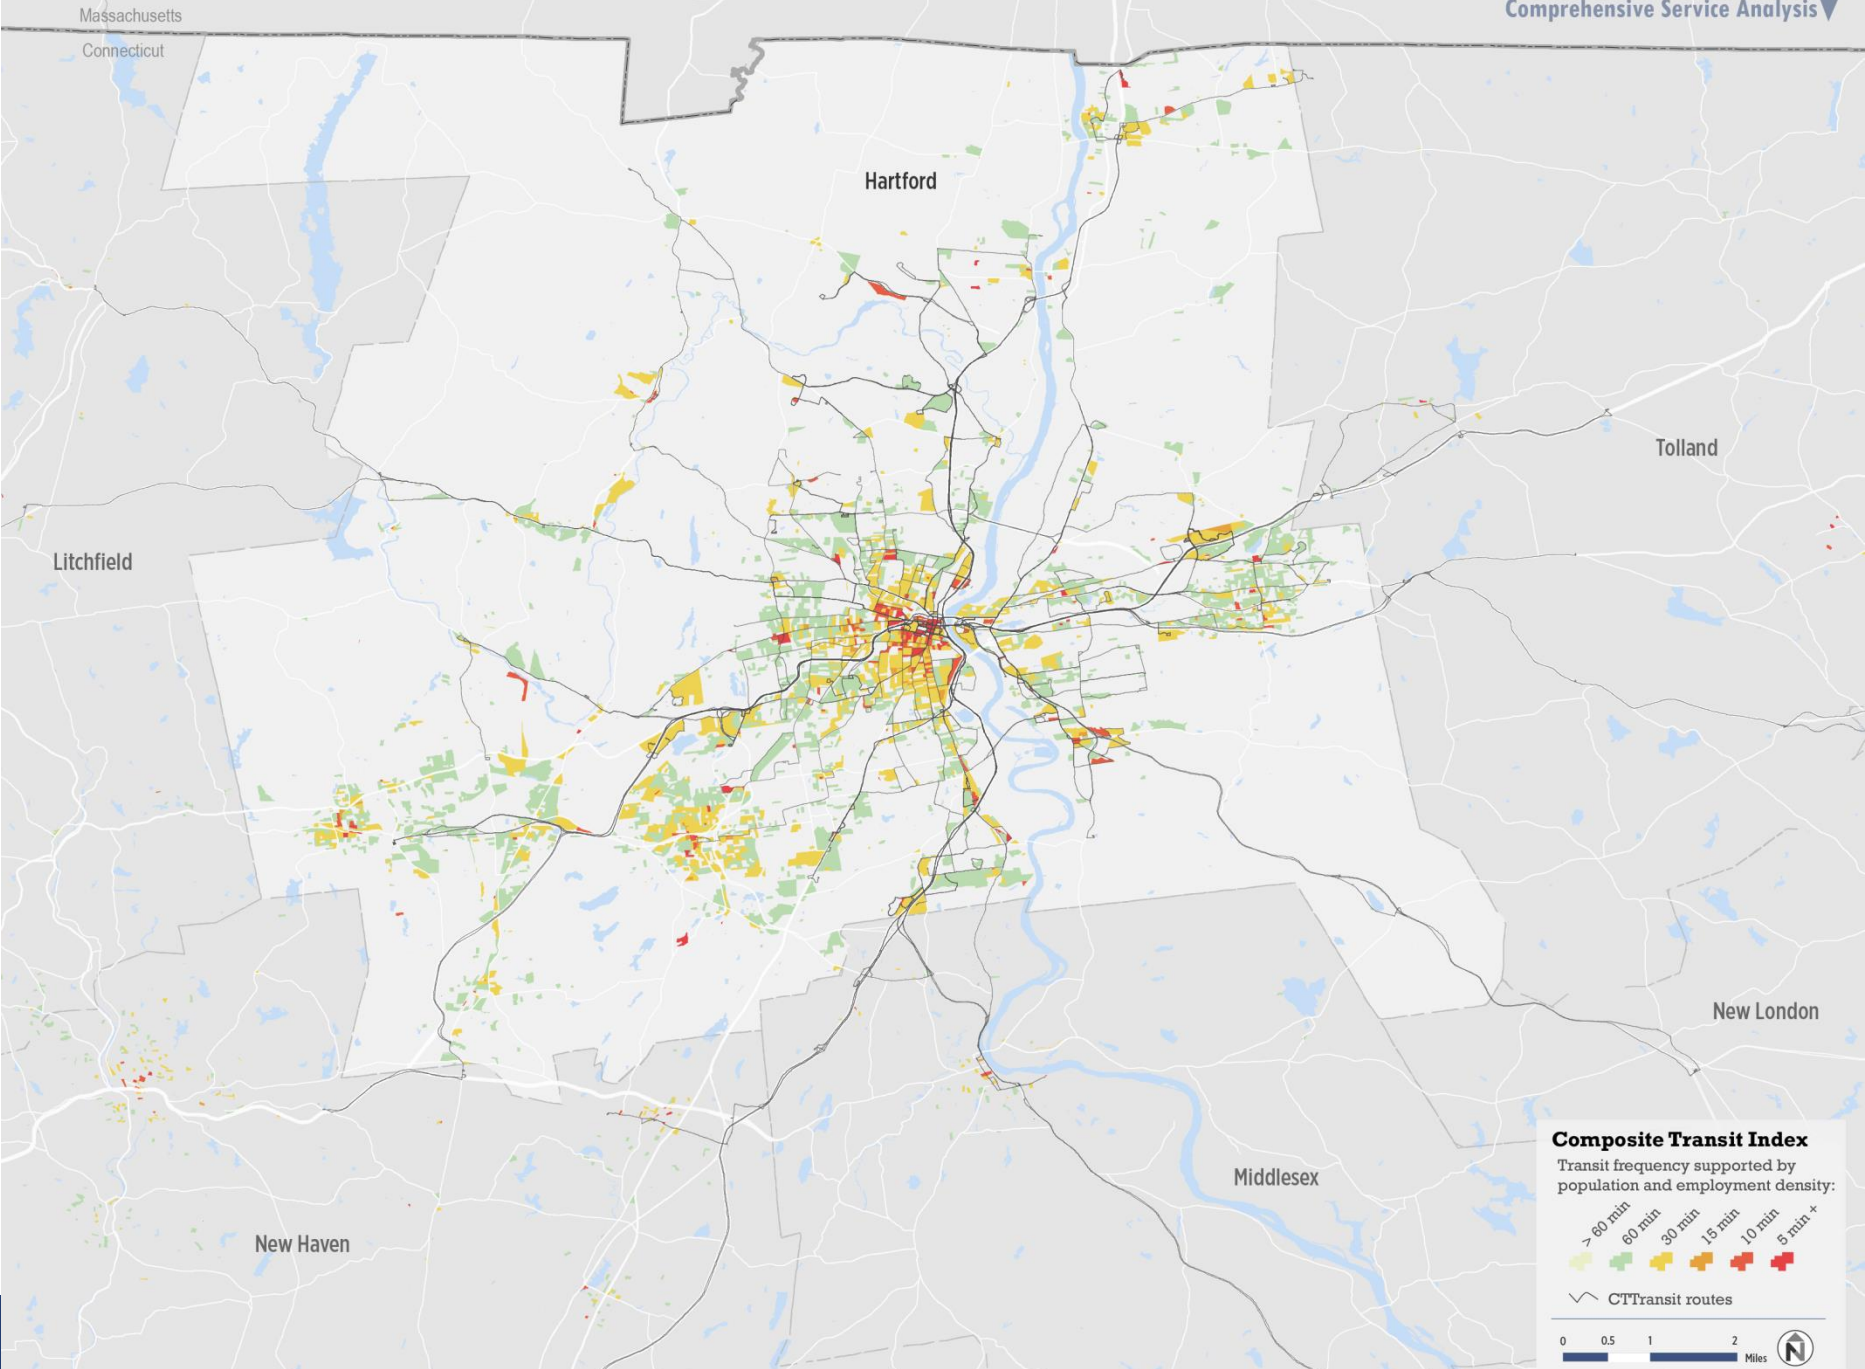 Massachusetts
Connecticut
Comprehensive Service Analysis
Hartford
Tolland
Litchfield
New London
Middlesex
New Haven
Composite Transit Index
Transit frequency supported by
population and employment density:
> 60 min
60 min
30 min
15 min
10 min
5 min +
CTTransit routes
0 0.5 1 2
Miles
N